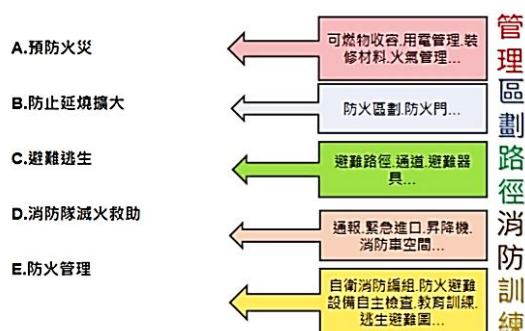 A.預防火災
可燃物收容.用電管理.裝
修材料.火氣管理...
B.防止延燒擴大
防火區劃.防火門...
C.避難逃生
避難路徑.通道.避難器
具...
D.消防隊滅火救助
通報.緊急進口.昇降機.
消防車空間...
E.防火管理
自衛消防編組.防火避難
設備自主檢查.教育訓練.
逃生避難圖...
管理區劃路徑消防訓練